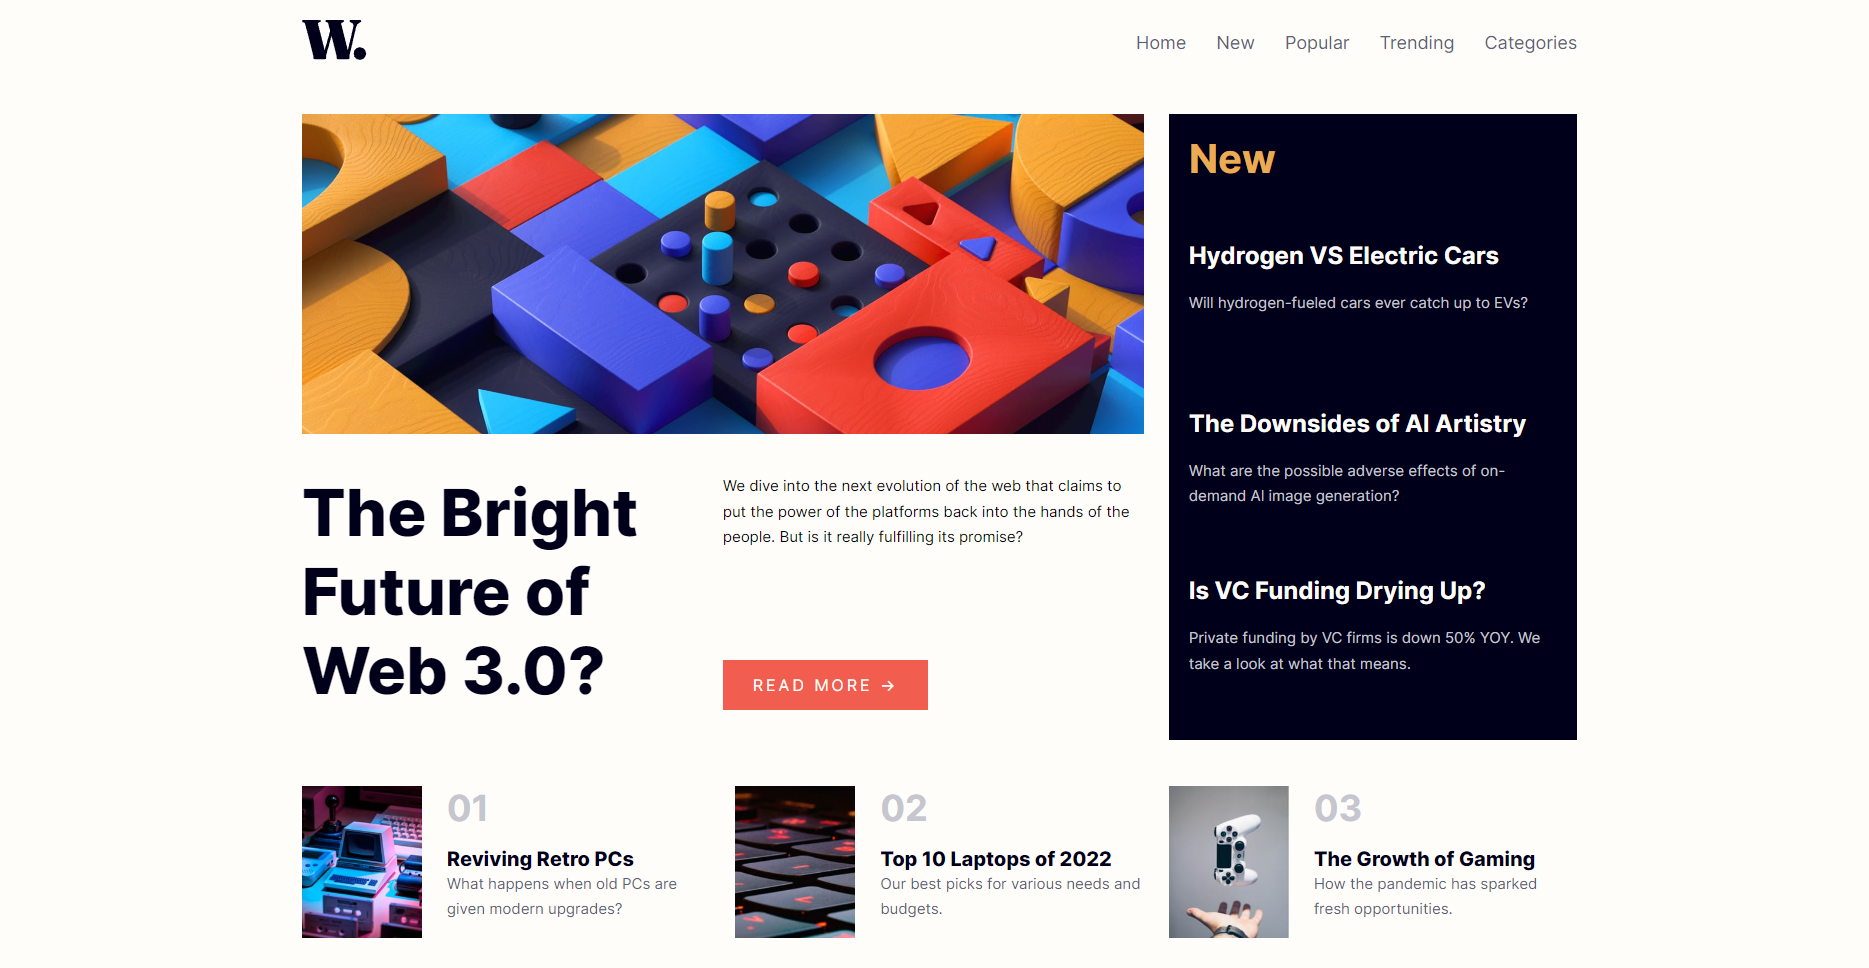 W.
Home New Popular Trending Categories
The Bright
Future of
Web 3.0?
We dive into the next evolution of the web that claims to
put the power of the platforms back into the hands of the
people. But is it really fulfilling its promise?
READ MORE →
New
Hydrogen VS Electric Cars
Will hydrogen-fueled cars ever catch up to EVs?
The Downsides of AI Artistry
What are the possible adverse effects of on-
demand AI image generation?
Is VC Funding Drying Up?
Private funding by VC firms is down 50% YOY. We
take a look at what that means.
01
Reviving Retro PCs
What happens when old PCs are
given modern upgrades?
02
Top 10 Laptops of 2022
Our best picks for various needs and
budgets.
03
The Growth of Gaming
How the pandemic has sparked
fresh opportunities.